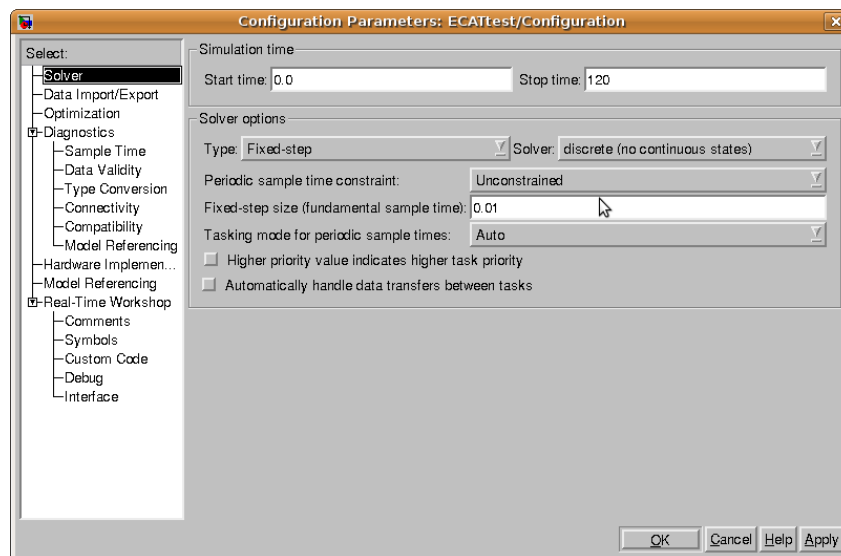 Configuration Parameters: ECATtest/Configuration
Select:
Solver
Data Import/Export
Optimization
Diagnostics
Sample Time
Data Validity
Type Conversion
Connectivity
Compatibility
Model Referencing
Hardware Implemen...
Model Referencing
Real-Time Workshop
Comments
Symbols
Custom Code
Debug
Interface
Simulation time
Start time: 0.0 Stop time: 120
Solver options
Type: Fixed-step Solver: discrete (no continuous states)
Periodic sample time constraint: Unconstrained
Fixed-step size (fundamental sample time): 0.01
Tasking mode for periodic sample times: Auto
Higher priority value indicates higher task priority
Automatically handle data transfers between tasks
OK Cancel Help Apply